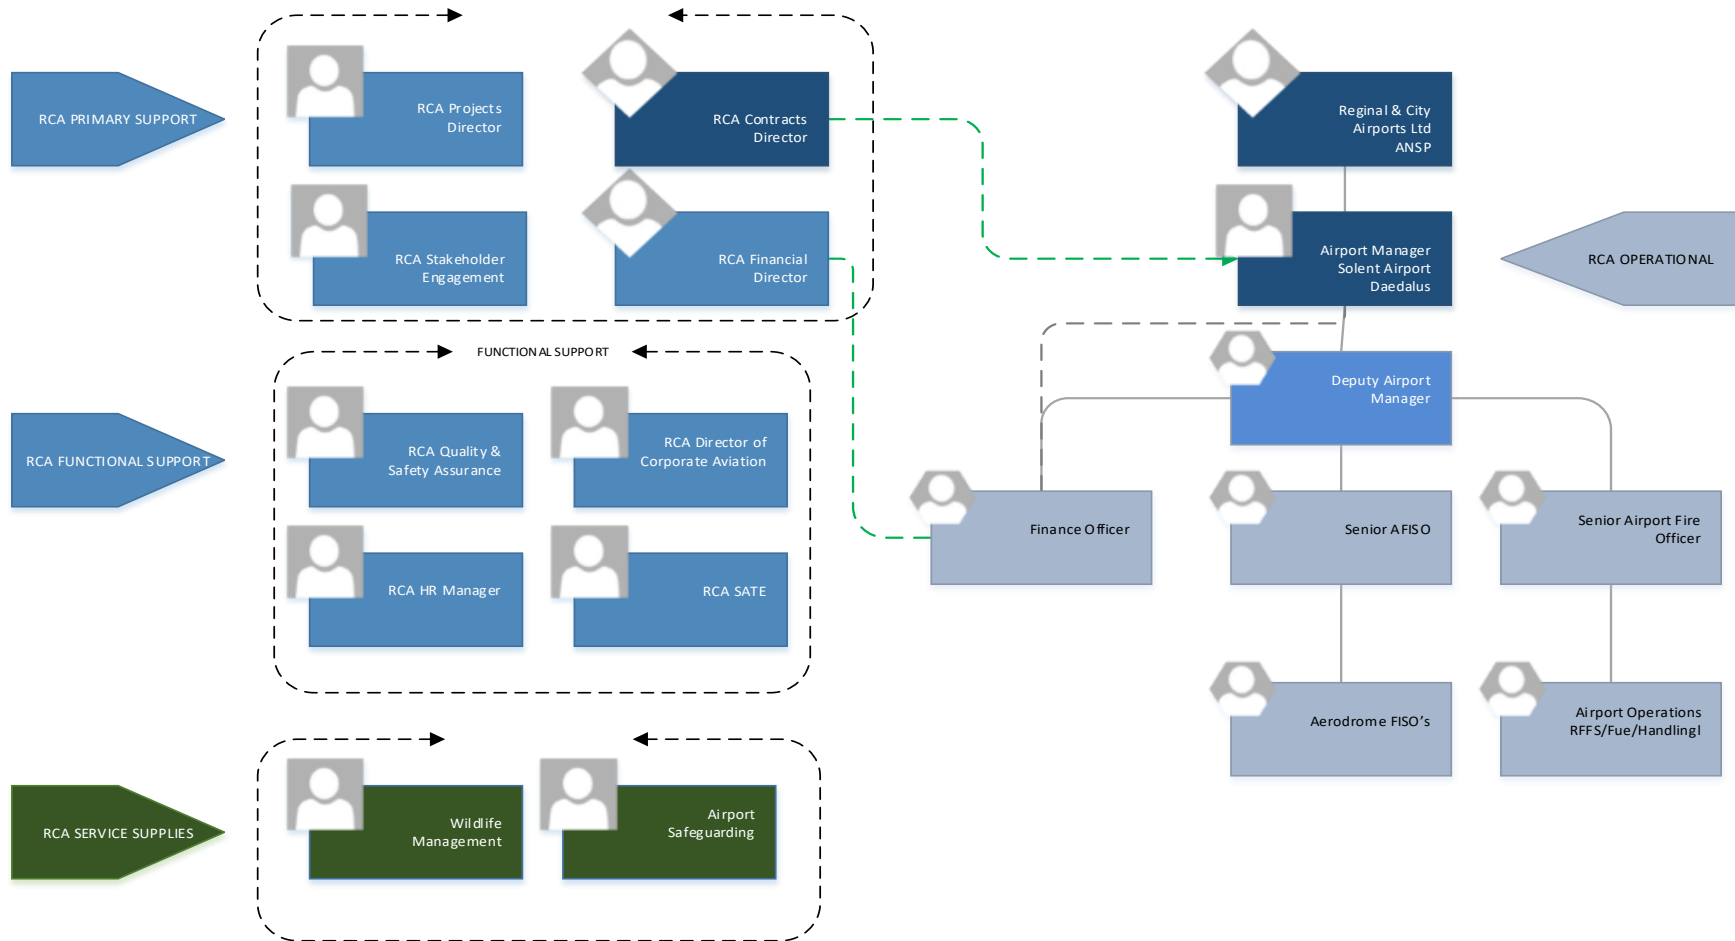 RCA PRIMARY SUPPORT
RCA Projects
Director
RCA Contracts
Director
Reginal & City
Airports Ltd
ANSP
RCA Stakeholder
Engagement
RCA Financial
Director
Airport Manager
Solent Airport
Daedalus
RCA OPERATIONAL
FUNCTIONAL SUPPORT
Deputy Airport
Manager
RCA FUNCTIONAL SUPPORT
RCA Quality &
Safety Assurance
RCA Director of
Corporate Aviation
Finance Officer
Senior AFISO
Senior Airport Fire
Officer
RCA HR Manager
RCA SATE
Aerodrome FISO's
Airport Operations
RFFS/Fue/Handlingl
RCA SERVICE SUPPLIES
Wildlife
Management
Airport
Safeguarding